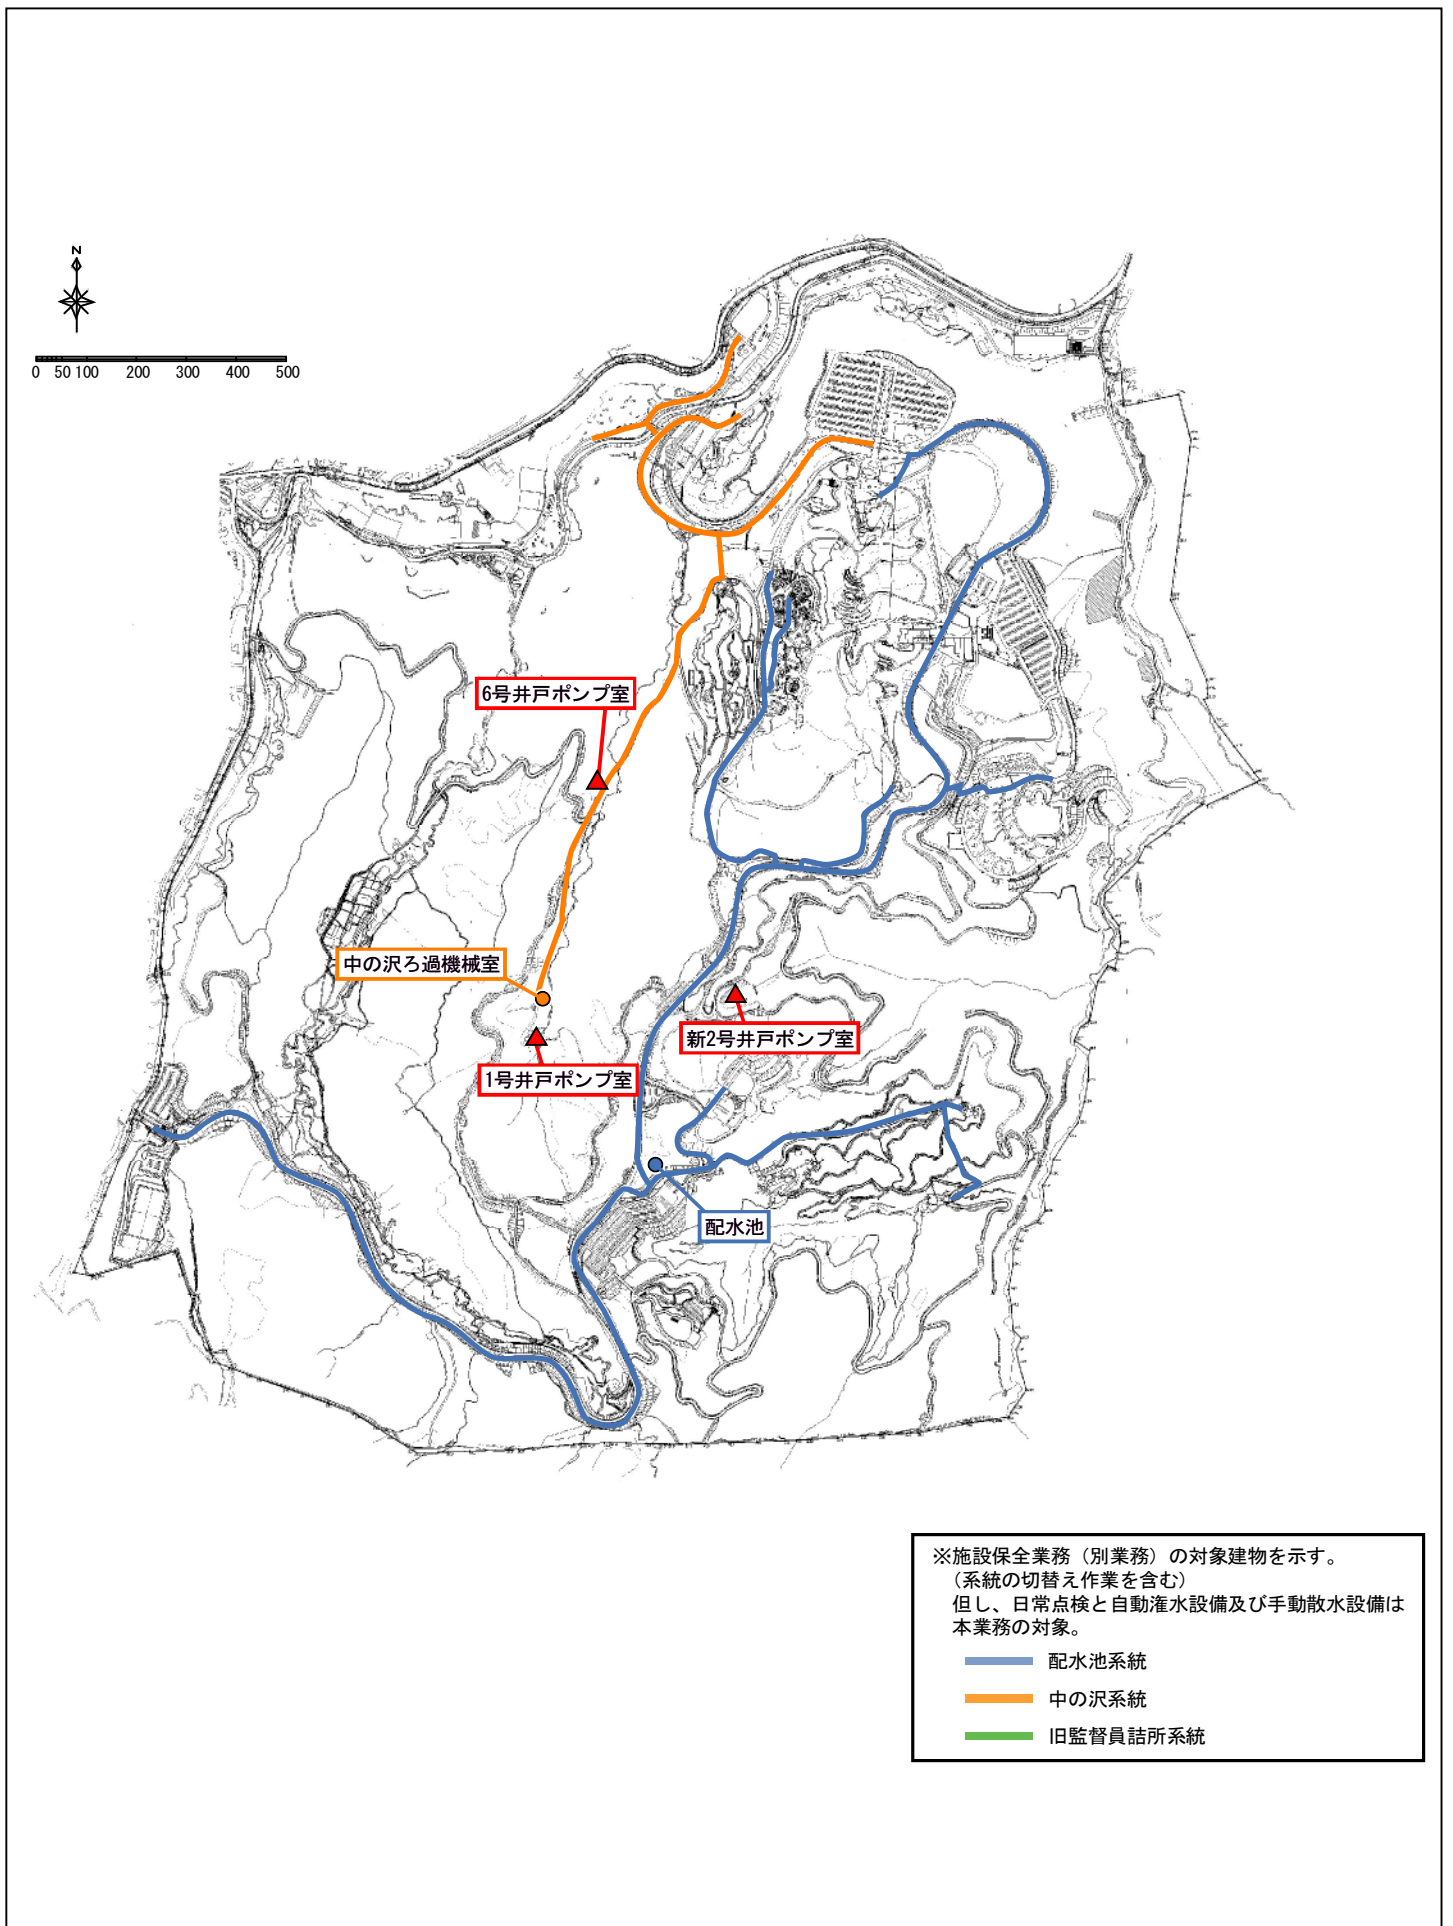 N
0 50 100 200 300 400 500
6号井戸ポンプ室
中の沢ろ過機械室
新2号井戸ポンプ室
1号井戸ポンプ室
配水池
※施設保全業務（別業務）の対象建物を示す。
（系統の切替え作業を含む）
但し、日常点検と自動潅水設備及び手動散水設備は
本業務の対象。
配水池系統
中の沢系統
旧監督員詰所系統